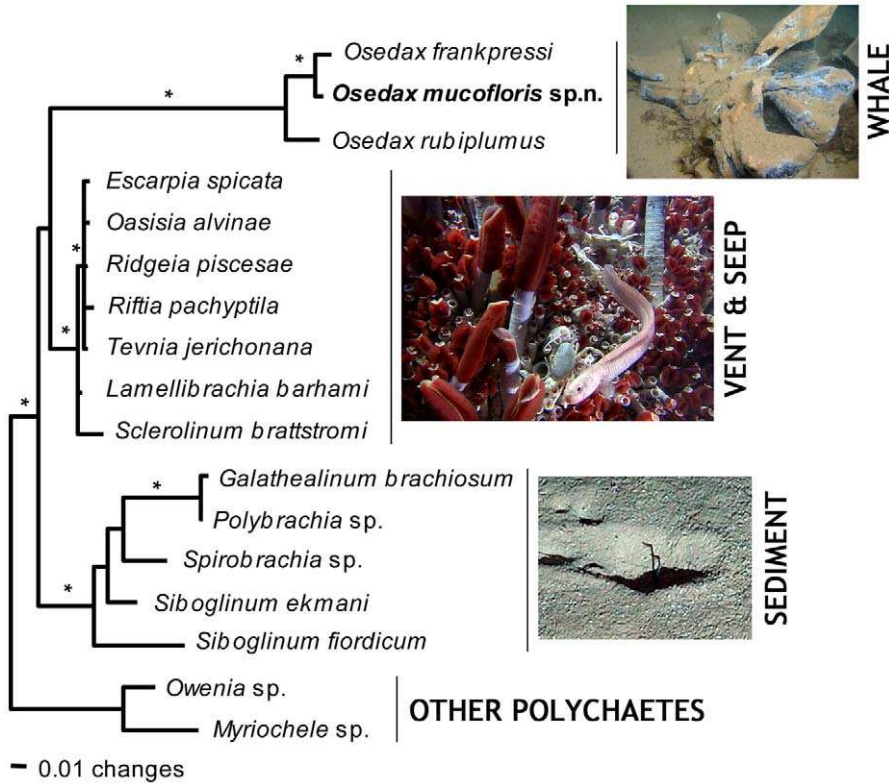 Osedax frankpressi
Osedax mucofloris sp.n.
Osedax rubiplumus
WHALE
Escarpia spicata
Oasisia alvinae
Ridgeia piscesae
Riftia pachyptila
Tevnia jerichonana
Lamellibrachia barhami
Sclerolinum brattstromi
VENT & SEEP
Galathealinum brachiosum
Polybrachia sp.
Spirobrachia sp.
Siboglinum ekmani
Siboglinum fiordicum
SEDIMENT
Owenia sp.
Myriochele sp.
OTHER POLYCHAETES
0.01 changes
* 
*
*
*
*
*
*